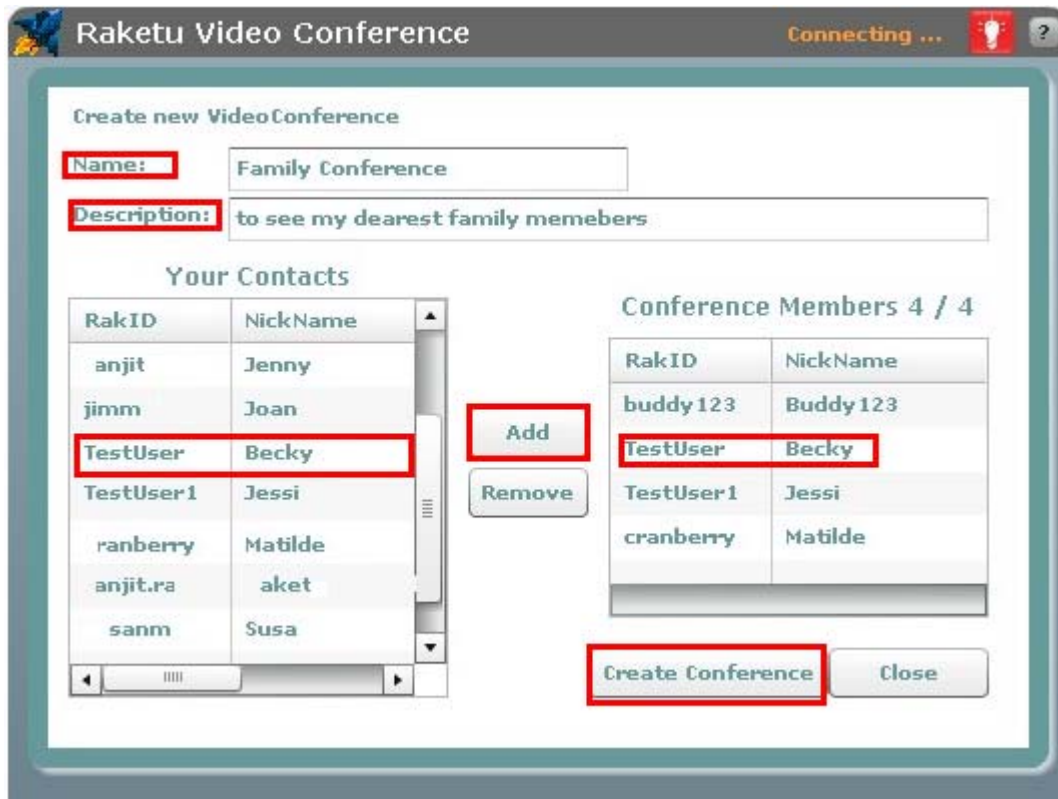 Raketu Video Conference Connecting ... ?
Create new VideoConference
Name: Family Conference
Description: to see my dearest family memebers
Your Contacts
RakID NickName
anjit Jenny
jimm Joan
TestUser Becky
TestUser1 Jessi
ranberry Matilde
anjit.ra aket
sanm Susa
Add
Remove
Conference Members 4 / 4
RakID NickName
buddy123 Buddy123
TestUser Becky
TestUser1 Jessi
cranberry Matilde
Create Conference Close